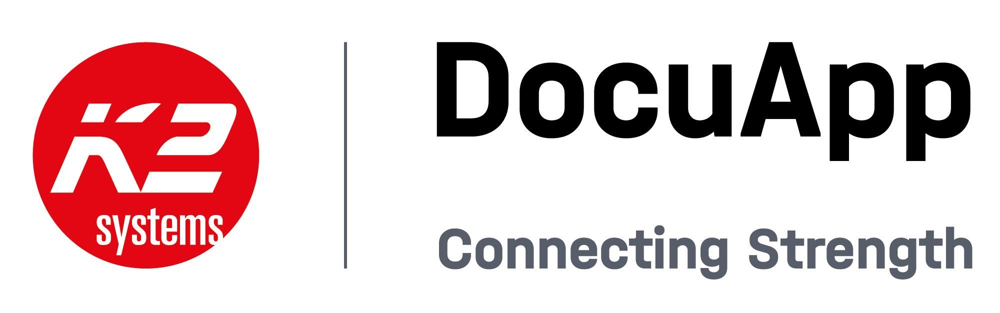 K2
systems
DocuApp
Connecting Strength